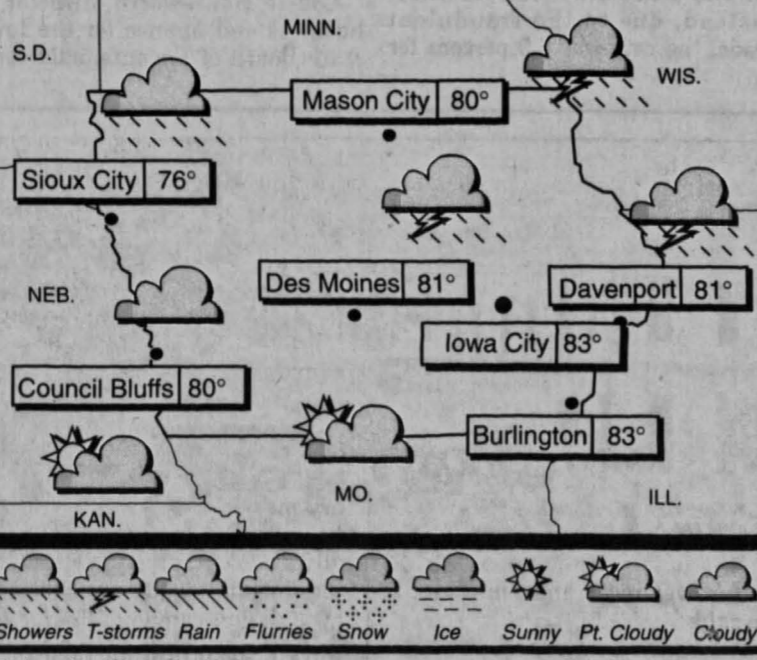 MINN.
S.D.
WIS.
Mason City 80°
Sioux City 76°
NEB.
Des Moines 81°
Davenport 81°
Iowa City 83°
Council Bluffs 80°
Burlington 83°
MO.
ILL.
KAN.
Showers T-storms Rain Flurries Snow Ice Sunny Pt. Cloudy Cloudy